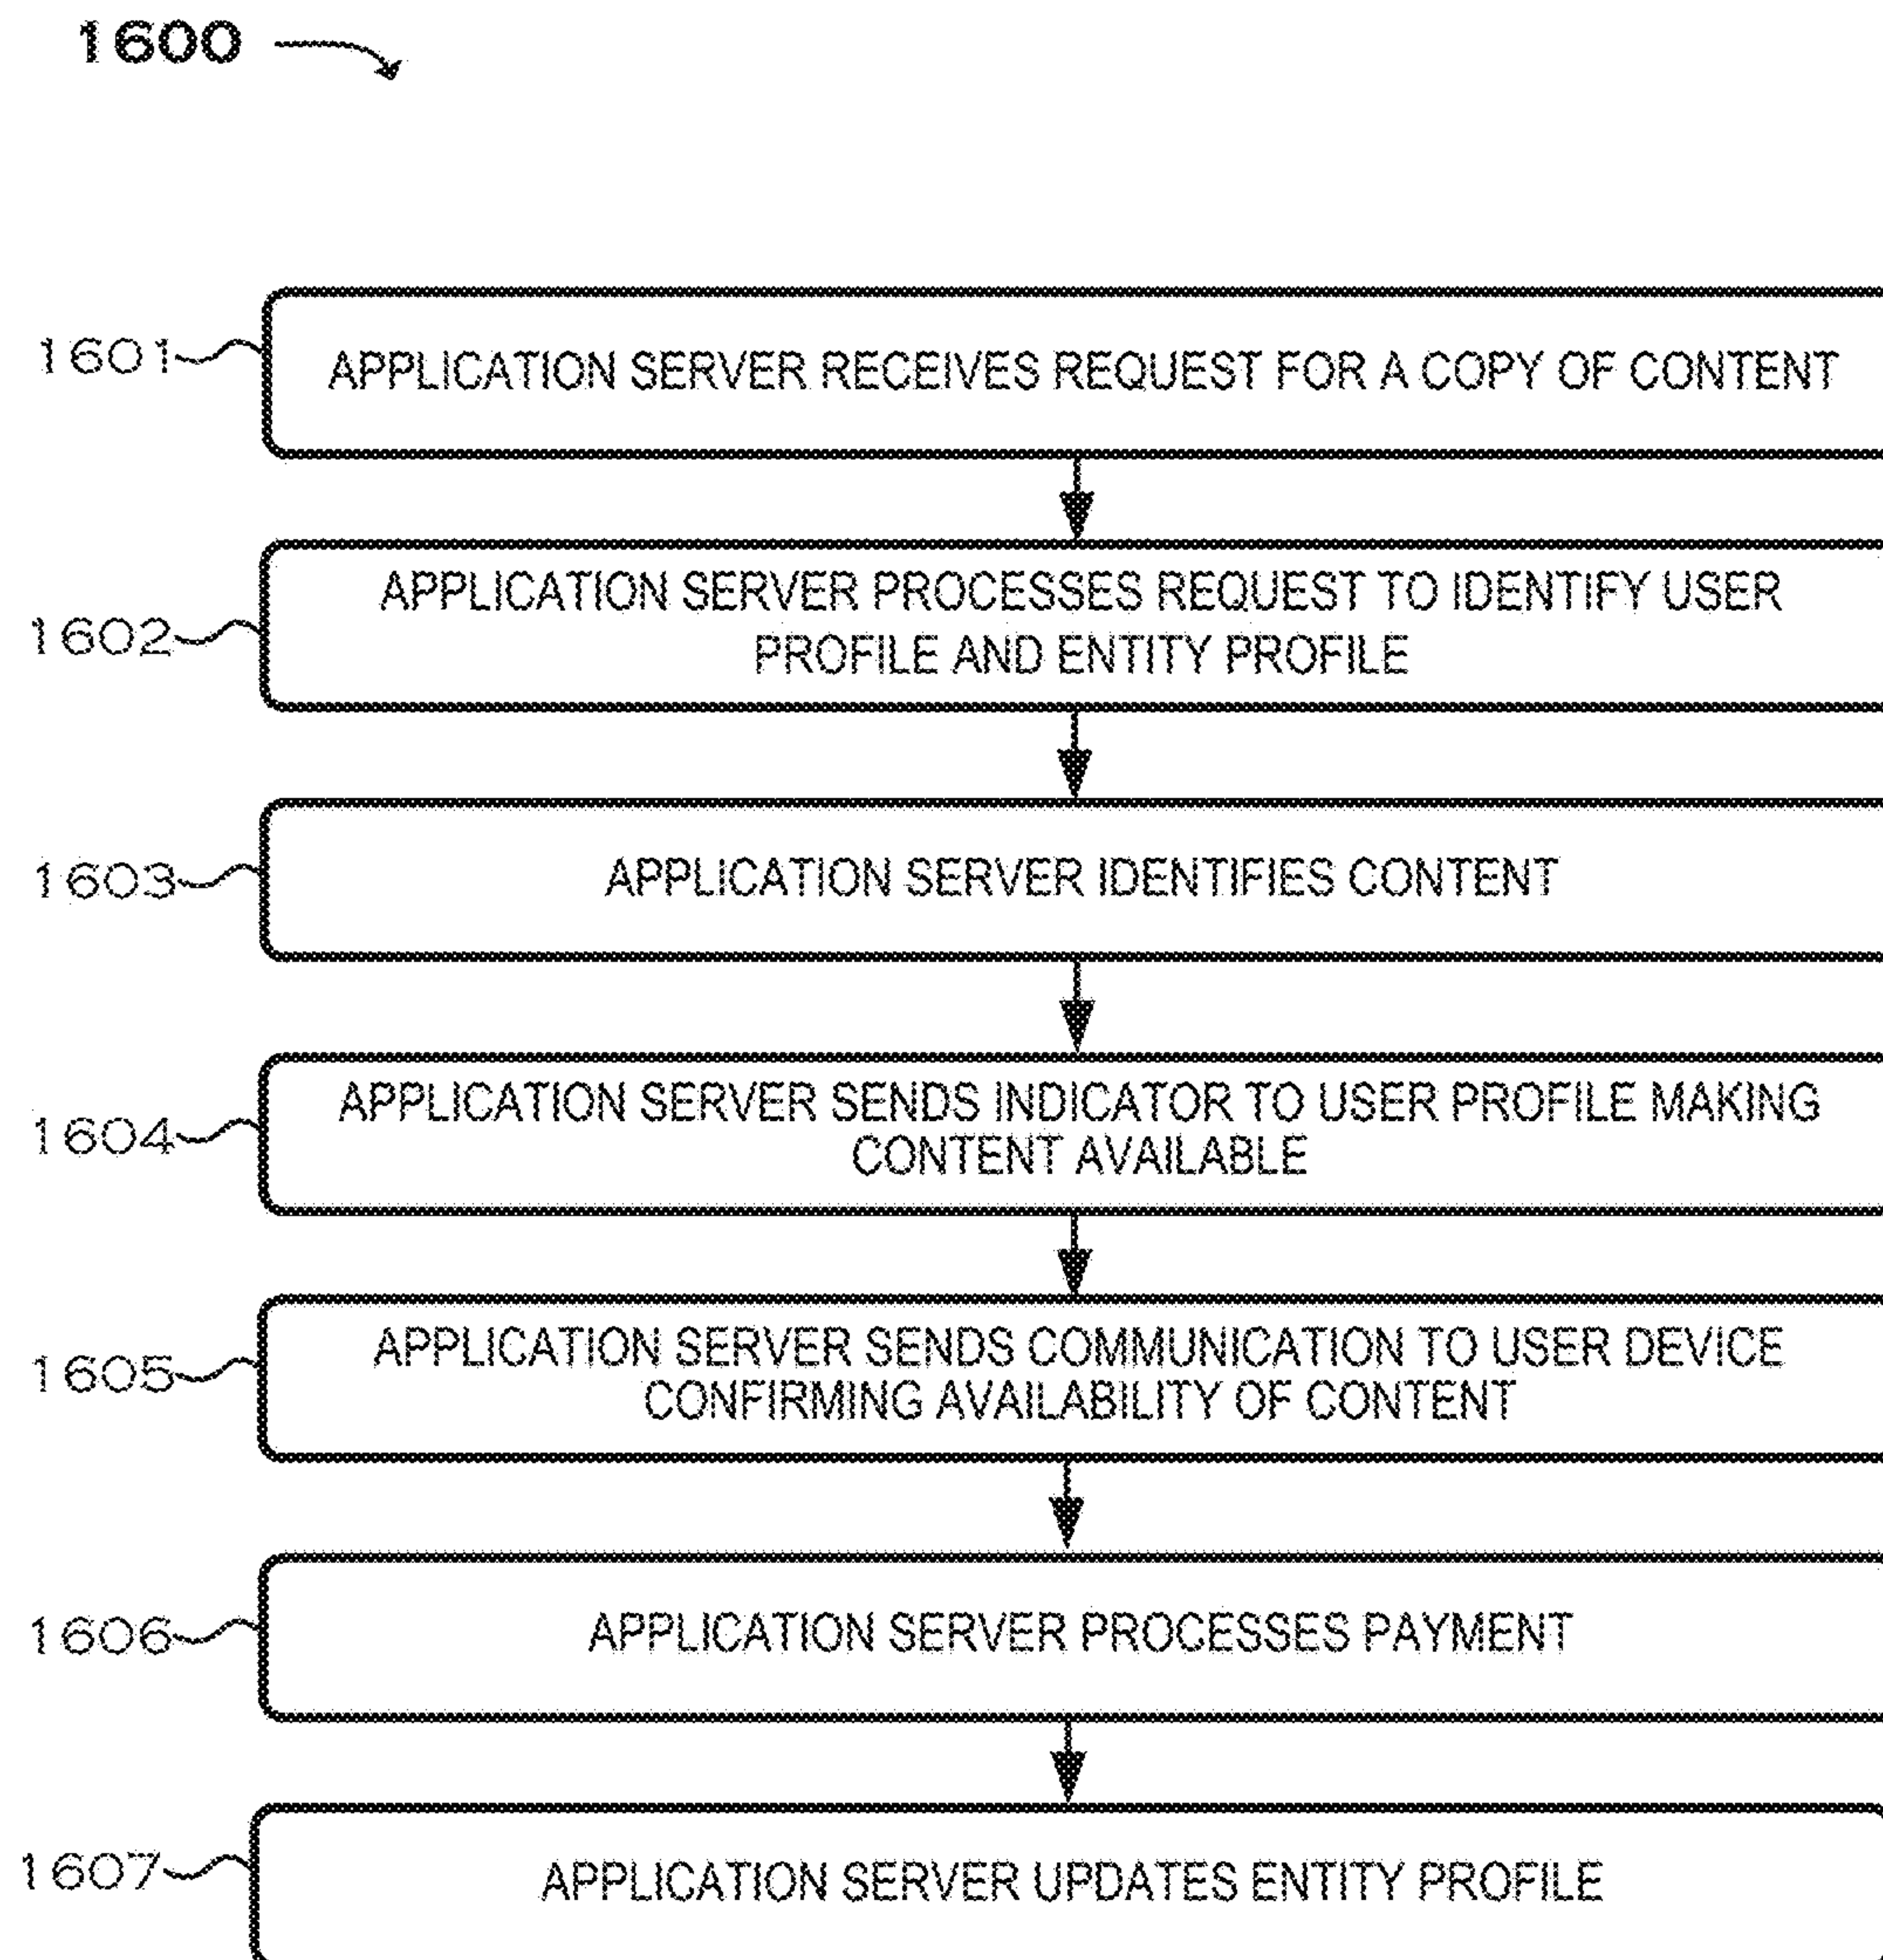 1600
1601
APPLICATION SERVER RECEIVES REQUEST FOR A COPY OF CONTENT
1602
APPLICATION SERVER PROCESSES REQUEST TO IDENTIFY USER
PROFILE AND ENTITY PROFILE
1603
APPLICATION SERVER IDENTIFIES CONTENT
1604
APPLICATION SERVER SENDS INDICATOR TO USER PROFILE MAKING
CONTENT AVAILABLE
1605
APPLICATION SERVER SENDS COMMUNICATION TO USER DEVICE
CONFIRMING AVAILABILITY OF CONTENT
1606
APPLICATION SERVER PROCESSES PAYMENT
1607
APPLICATION SERVER UPDATES ENTITY PROFILE